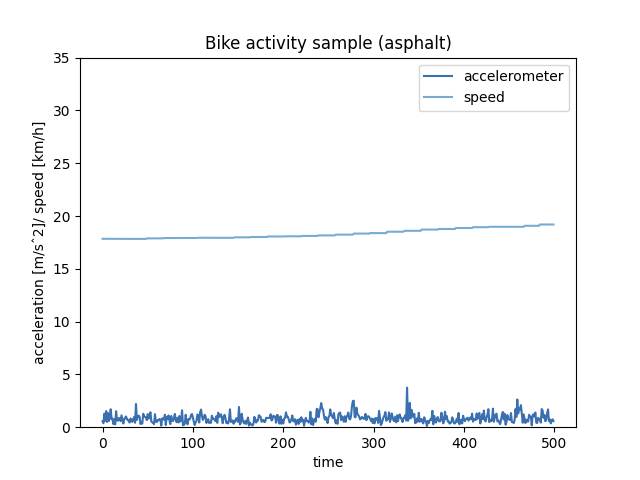 Bike activity sample (asphalt)
accelerometer
speed
acceleration [m/s^2]/ speed [km/h]
35
30
25
20
15
10
5
0
0 100 200 300 400 500
time